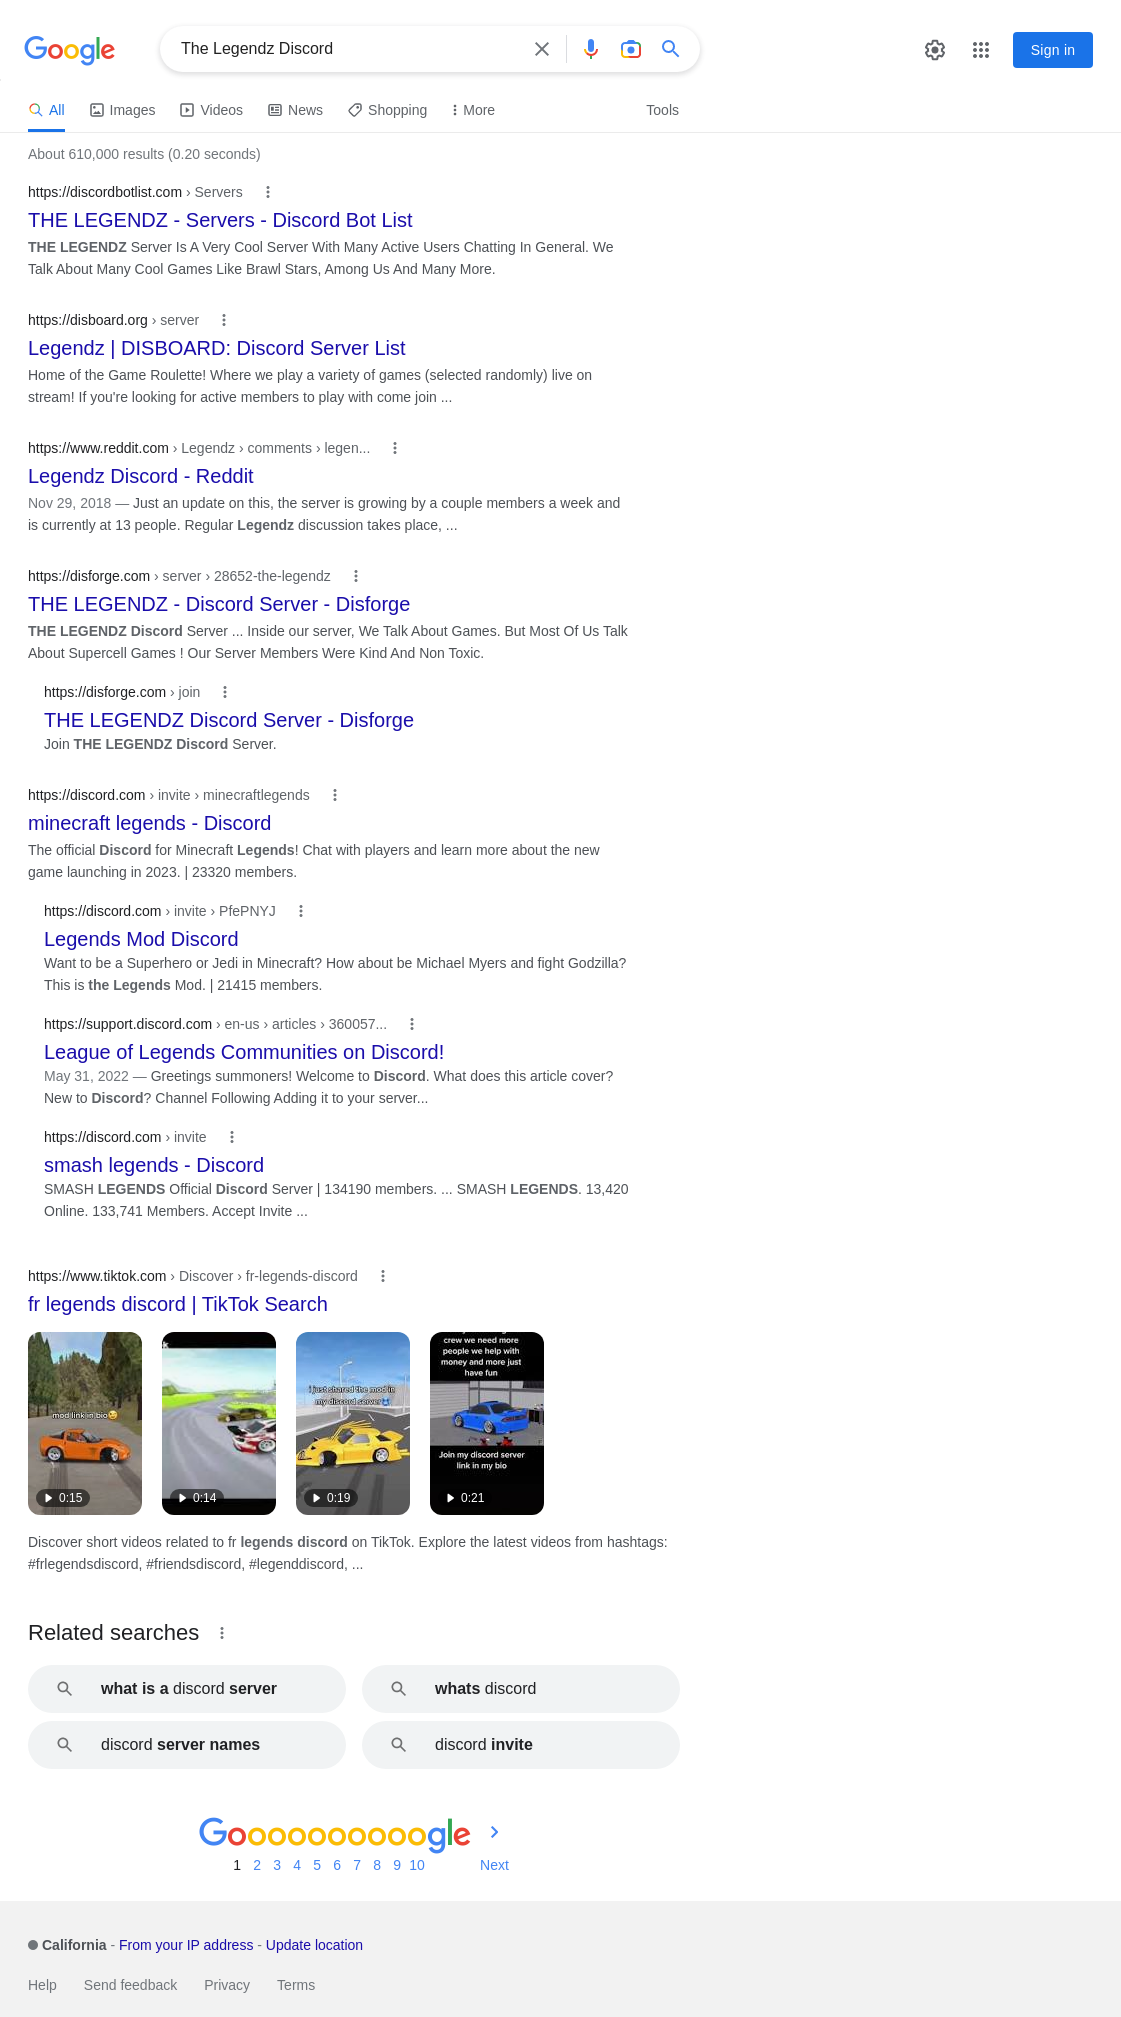 Google
The Legendz Discord
Sign in
All
Images
Videos
News
Shopping
More
Tools
About 610,000 results (0.20 seconds)
https://discordbotlist.com › Servers
THE LEGENDZ - Servers - Discord Bot List
THE LEGENDZ Server Is A Very Cool Server With Many Active Users Chatting In General. We
Talk About Many Cool Games Like Brawl Stars, Among Us And Many More.
https://disboard.org › server
Legendz | DISBOARD: Discord Server List
Home of the Game Roulette! Where we play a variety of games (selected randomly) live on
stream! If you're looking for active members to play with come join ...
https://www.reddit.com › Legendz › comments › legen...
Legendz Discord - Reddit
Nov 29, 2018 — Just an update on this, the server is growing by a couple members a week and
is currently at 13 people. Regular Legendz discussion takes place, ...
https://disforge.com › server › 28652-the-legendz
THE LEGENDZ - Discord Server - Disforge
THE LEGENDZ Discord Server ... Inside our server, We Talk About Games. But Most Of Us Talk
About Supercell Games ! Our Server Members Were Kind And Non Toxic.
https://disforge.com › join
THE LEGENDZ Discord Server - Disforge
Join THE LEGENDZ Discord Server.
https://discord.com › invite › minecraftlegends
minecraft legends - Discord
The official Discord for Minecraft Legends! Chat with players and learn more about the new
game launching in 2023. | 23320 members.
https://discord.com › invite › PfePNYJ
Legends Mod Discord
Want to be a Superhero or Jedi in Minecraft? How about be Michael Myers and fight Godzilla?
This is the Legends Mod. | 21415 members.
https://support.discord.com › en-us › articles › 360057...
League of Legends Communities on Discord!
May 31, 2022 — Greetings summoners! Welcome to Discord. What does this article cover?
New to Discord? Channel Following Adding it to your server...
https://discord.com › invite
smash legends - Discord
SMASH LEGENDS Official Discord Server | 134190 members. ... SMASH LEGENDS. 13,420
Online. 133,741 Members. Accept Invite ...
https://www.tiktok.com › Discover › fr-legends-discord
fr legends discord | TikTok Search
mod link in bio
0:15
0:14
i just shared the mod in
my discord server
0:19
crew we need more
people we help with
money and more just
have fun
Join my discord server
link in my bio
0:21
Discover short videos related to fr legends discord on TikTok. Explore the latest videos from hashtags:
#frlegendsdiscord, #friendsdiscord, #legenddiscord, ...
Related searches
what is a discord server
whats discord
discord server names
discord invite
Goooooooooogle
1 2 3 4 5 6 7 8 9 10 Next
California - From your IP address - Update location
Help Send feedback Privacy Terms